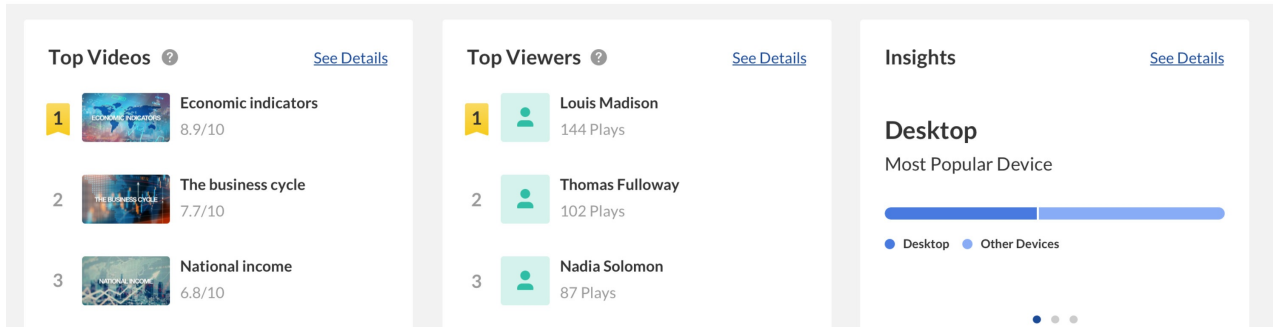 Top Videos ?
See Details
1
ECONOMIC INDICATORS
Economic indicators
8.9/10
2
THE BUSINESS CYCLE
The business cycle
7.7/10
3
NATIONAL INCOME
National income
6.8/10
Top Viewers ?
See Details
1
Louis Madison
144 Plays
2
Thomas Fulloway
102 Plays
3
Nadia Solomon
87 Plays
Insights
See Details
Desktop
Most Popular Device
Desktop
Other Devices